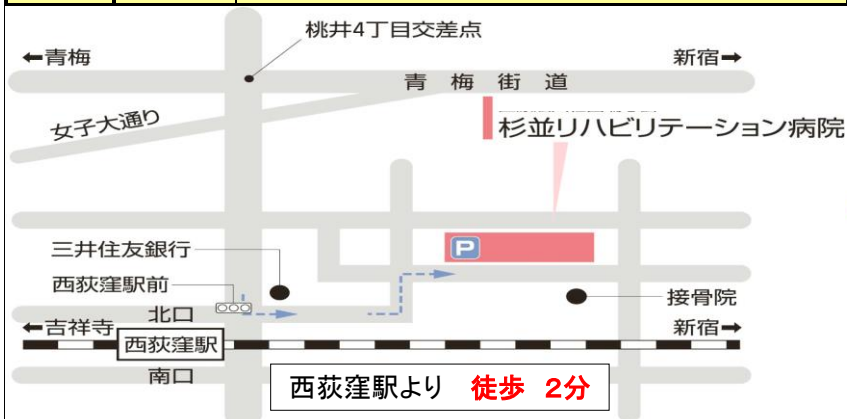 桃井4丁目交差点
←青梅
新宿→
青梅街道
女子大通り
杉並リハビリテーション病院
P
三井住友銀行
西荻窪駅前
北口
接骨院
←吉祥寺
新宿→
西荻窪駅
南口
西荻窪駅より 徒歩 2分